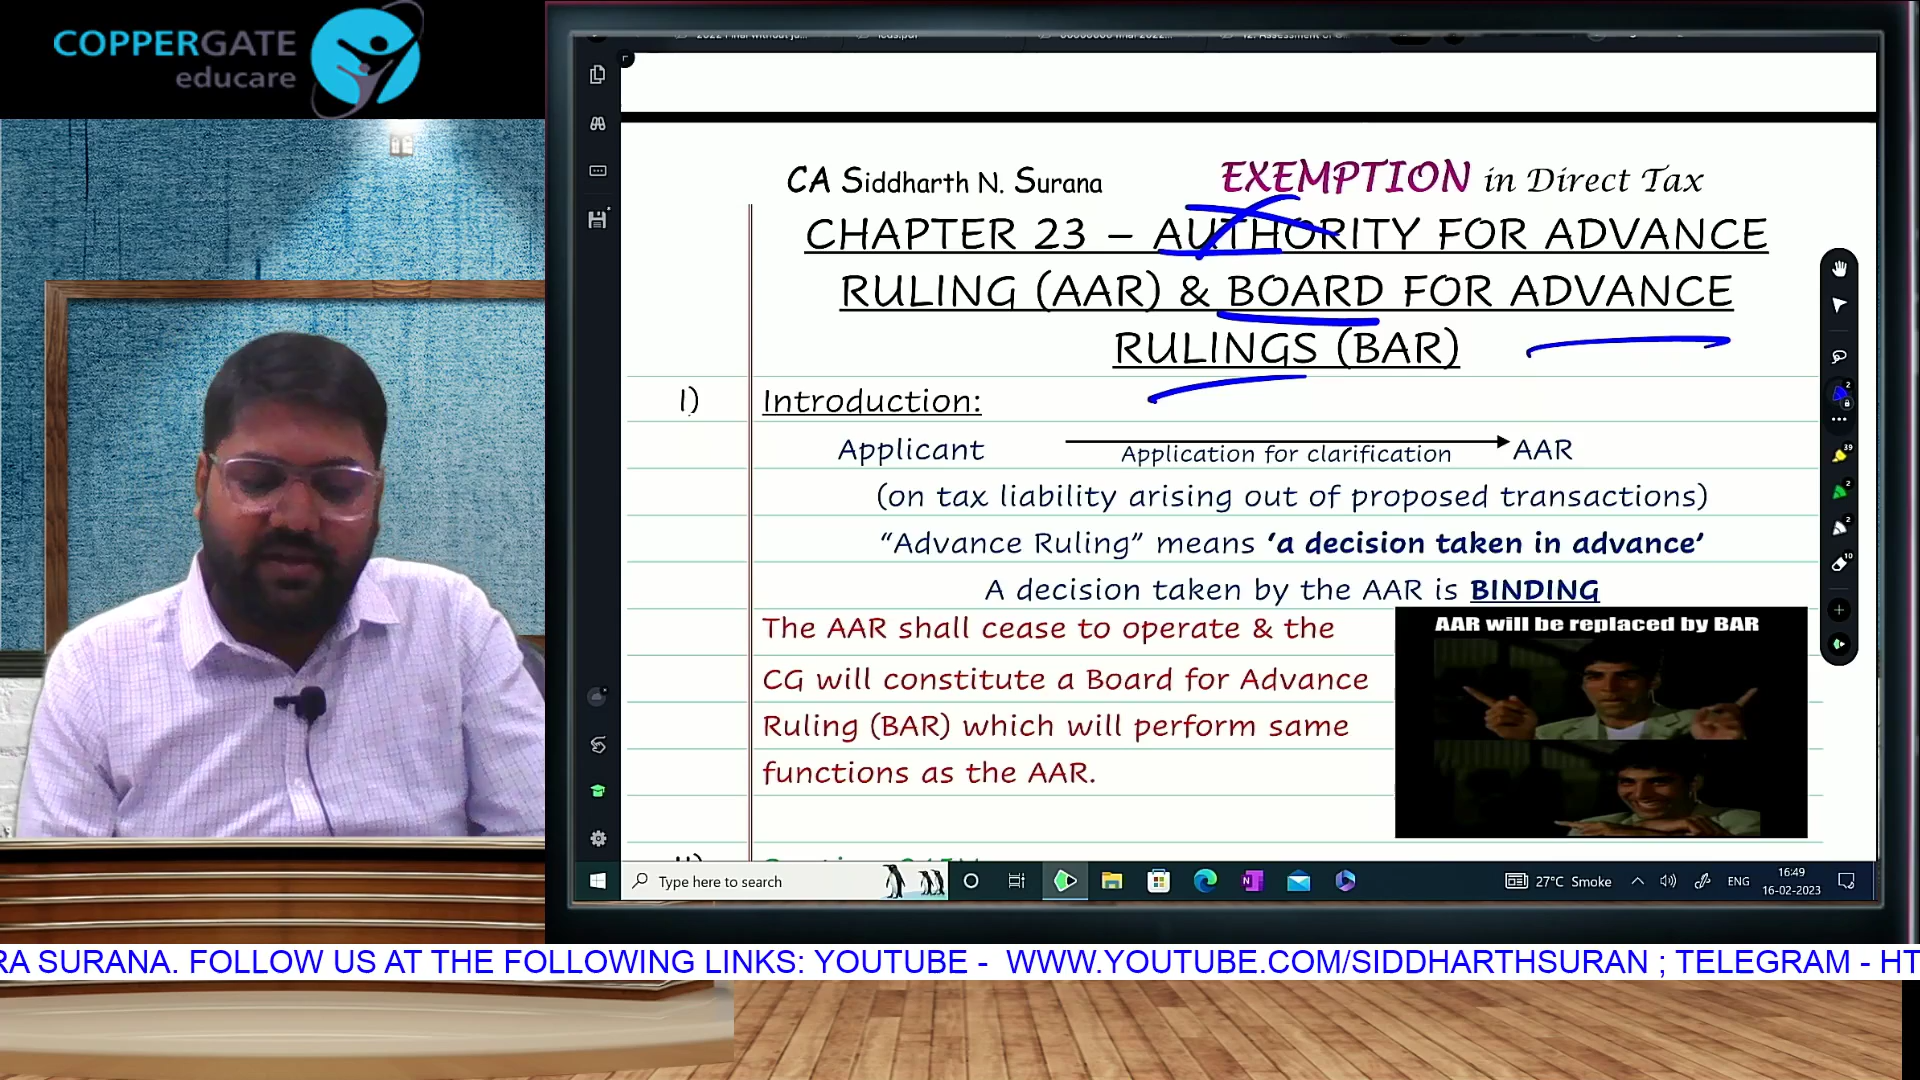 COPPERGATE
educare
CA Siddharth N. Surana
EXEMPTION in Direct Tax
CHAPTER 23 – AUTHORITY FOR ADVANCE
RULING (AAR) & BOARD FOR ADVANCE
RULINGS (BAR)
I) Introduction:
Applicant Application for clarification AAR
(on tax liability arising out of proposed transactions)
“Advance Ruling” means ‘a decision taken in advance’
A decision taken by the AAR is BINDING
The AAR shall cease to operate & the
CG will constitute a Board for Advance
Ruling (BAR) which will perform same
functions as the AAR.
AAR will be replaced by BAR
Type here to search
27°C Smoke
ENG
16:49
16-02-2023
RA SURANA. FOLLOW US AT THE FOLLOWING LINKS: YOUTUBE - WWW.YOUTUBE.COM/SIDDHARTHSURAN ; TELEGRAM - HT